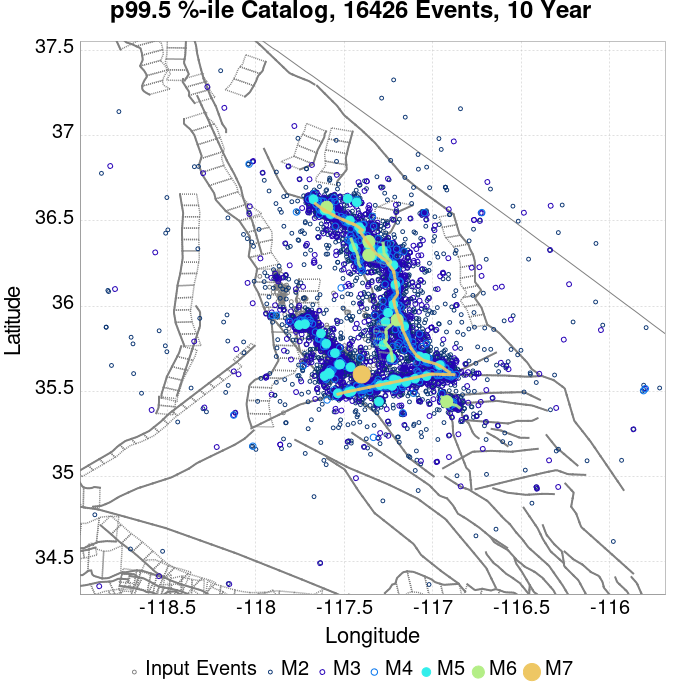 p99.5 %-ile Catalog, 16426 Events, 10 Year
37.5
37
36.5
36
35.5
35
34.5
Latitude
-118.5 -118 -117.5 -117 -116.5 -116
Longitude
Input Events M2 M3 M4 M5 M6 M7